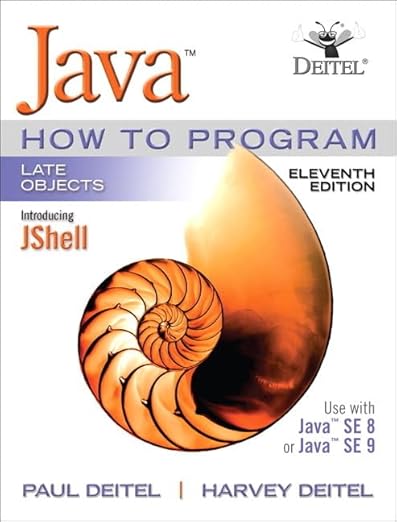 Java™
DEITEL®
HOW TO PROGRAM
LATE
OBJECTS
ELEVENTH
EDITION
Introducing
JShell
Use with
Java™ SE 8
or Java™ SE 9
PAUL DEITEL | HARVEY DEITEL